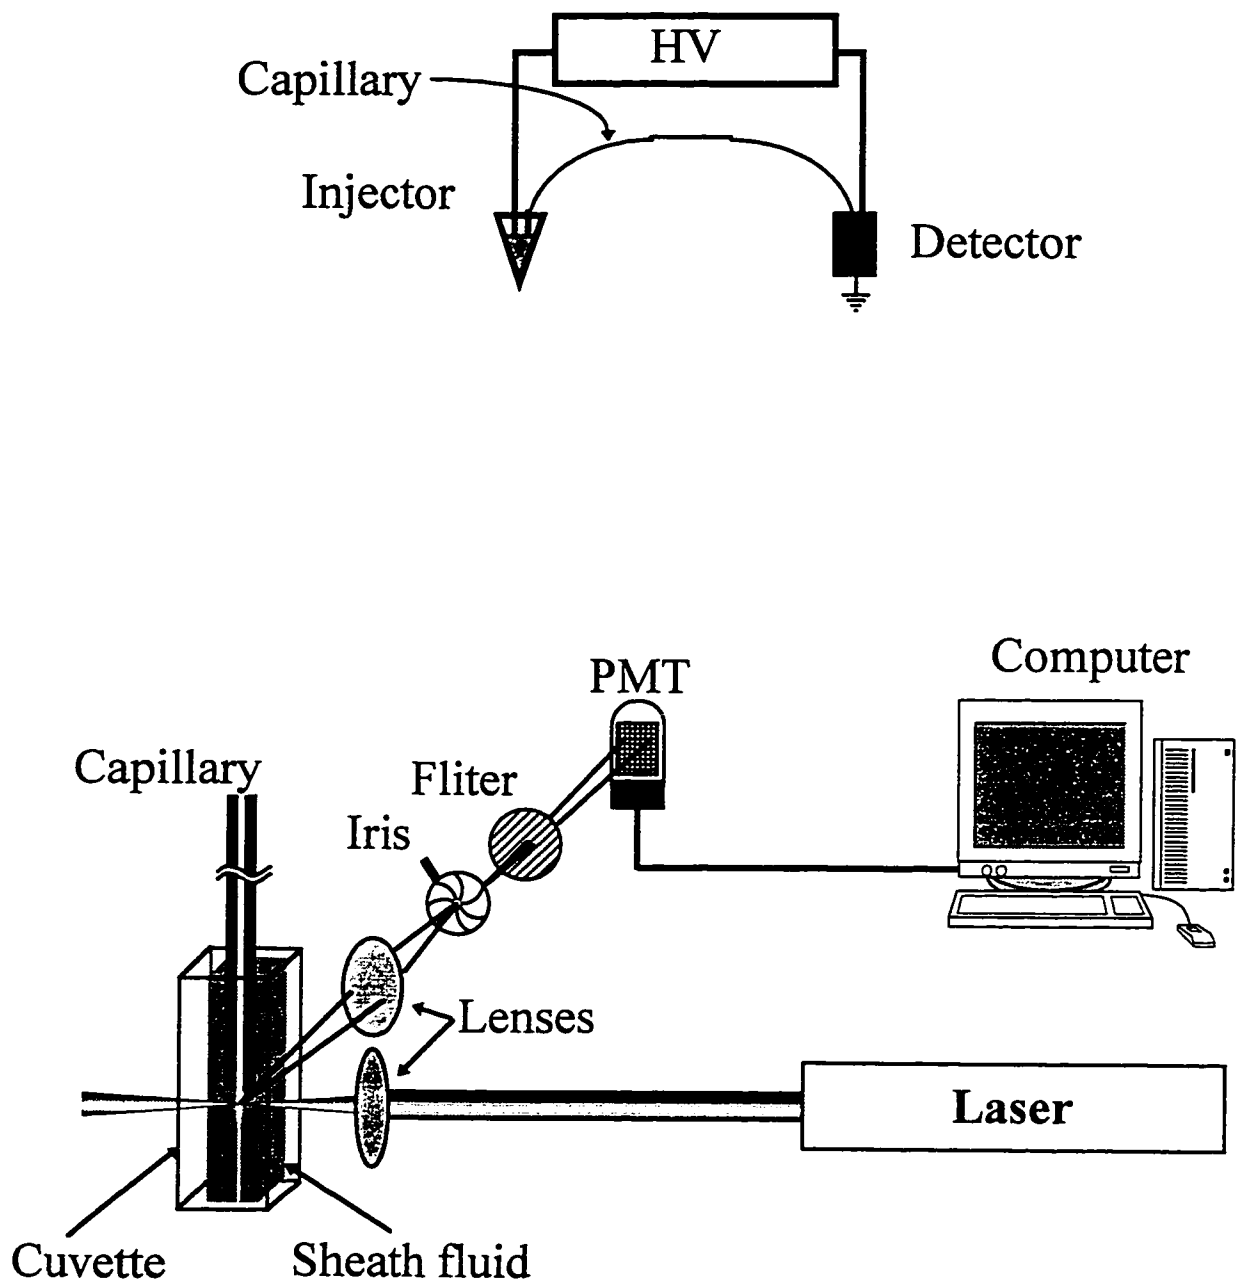 HV
Capillary
Injector
Detector
Computer
PMT
Capillary
Fliter
Iris
Lenses
Laser
Cuvette
Sheath fluid